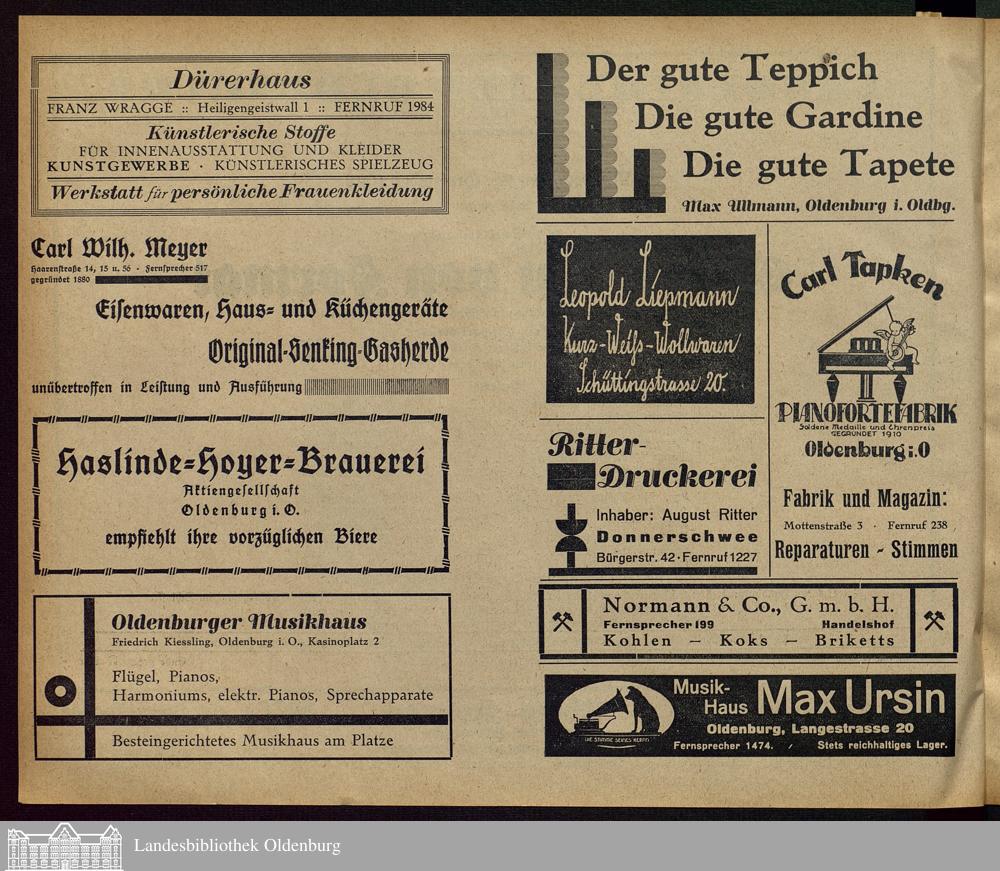 Dürerhaus
FRANZ WRAGGE :: Heiligengeistwall 1 :: FERNRUF 1984
Künstlerische Stoffe
FÜR INNENAUSSTATTUNG UND KLEIDER
KUNSTGEWERBE · KÜNSTLERISCHES SPIELZEUG
Werkstatt für persönliche Frauenkleidung
Carl Wilh. Meyer
Haarenstraße 14, 15 u. 56 · Fernsprecher 517
gegründet 1880
Eisenwaren, Haus- und Küchengeräte
Original-Senking-Gasherde
unübertroffen in Leistung und Ausführung
Haslinde-Hoyer-Brauerei
Aktiengesellschaft
Oldenburg i. O.
empfiehlt ihre vorzüglichen Biere
Oldenburger Musikhaus
Friedrich Kiessling, Oldenburg i. O., Kasinoplatz 2
Flügel, Pianos,
Harmoniums, elektr. Pianos, Sprechapparate
Besteingerichtetes Musikhaus am Platze
Der gute Teppich
Die gute Gardine
Die gute Tapete
Max Ullmann, Oldenburg i. Oldbg.
Leopold Liepmann
Kurz-Weiß-Wollwaren
Schüttingstrasse 20.
Ritter-
Druckerei
Inhaber: August Ritter
Donnerschwee
Bürgerstr. 42 · Fernruf 1227
Carl Tapken
PIANOFORTEFABRIK
Goldene Medaille und Ehrenpreis
GEGRÜNDET 1910
Oldenburg i.O
Fabrik und Magazin:
Mottenstraße 3 · Fernruf 238
Reparaturen - Stimmen
Normann & Co., G. m. b. H.
Fernsprecher 199 Handelshof
Kohlen — Koks — Briketts
Musik-
Haus Max Ursin
Oldenburg, Langestrasse 20
Fernsprecher 1474. / Stets reichhaltiges Lager.
DIE STIMME SEINES HERRN
Landesbibliothek Oldenburg